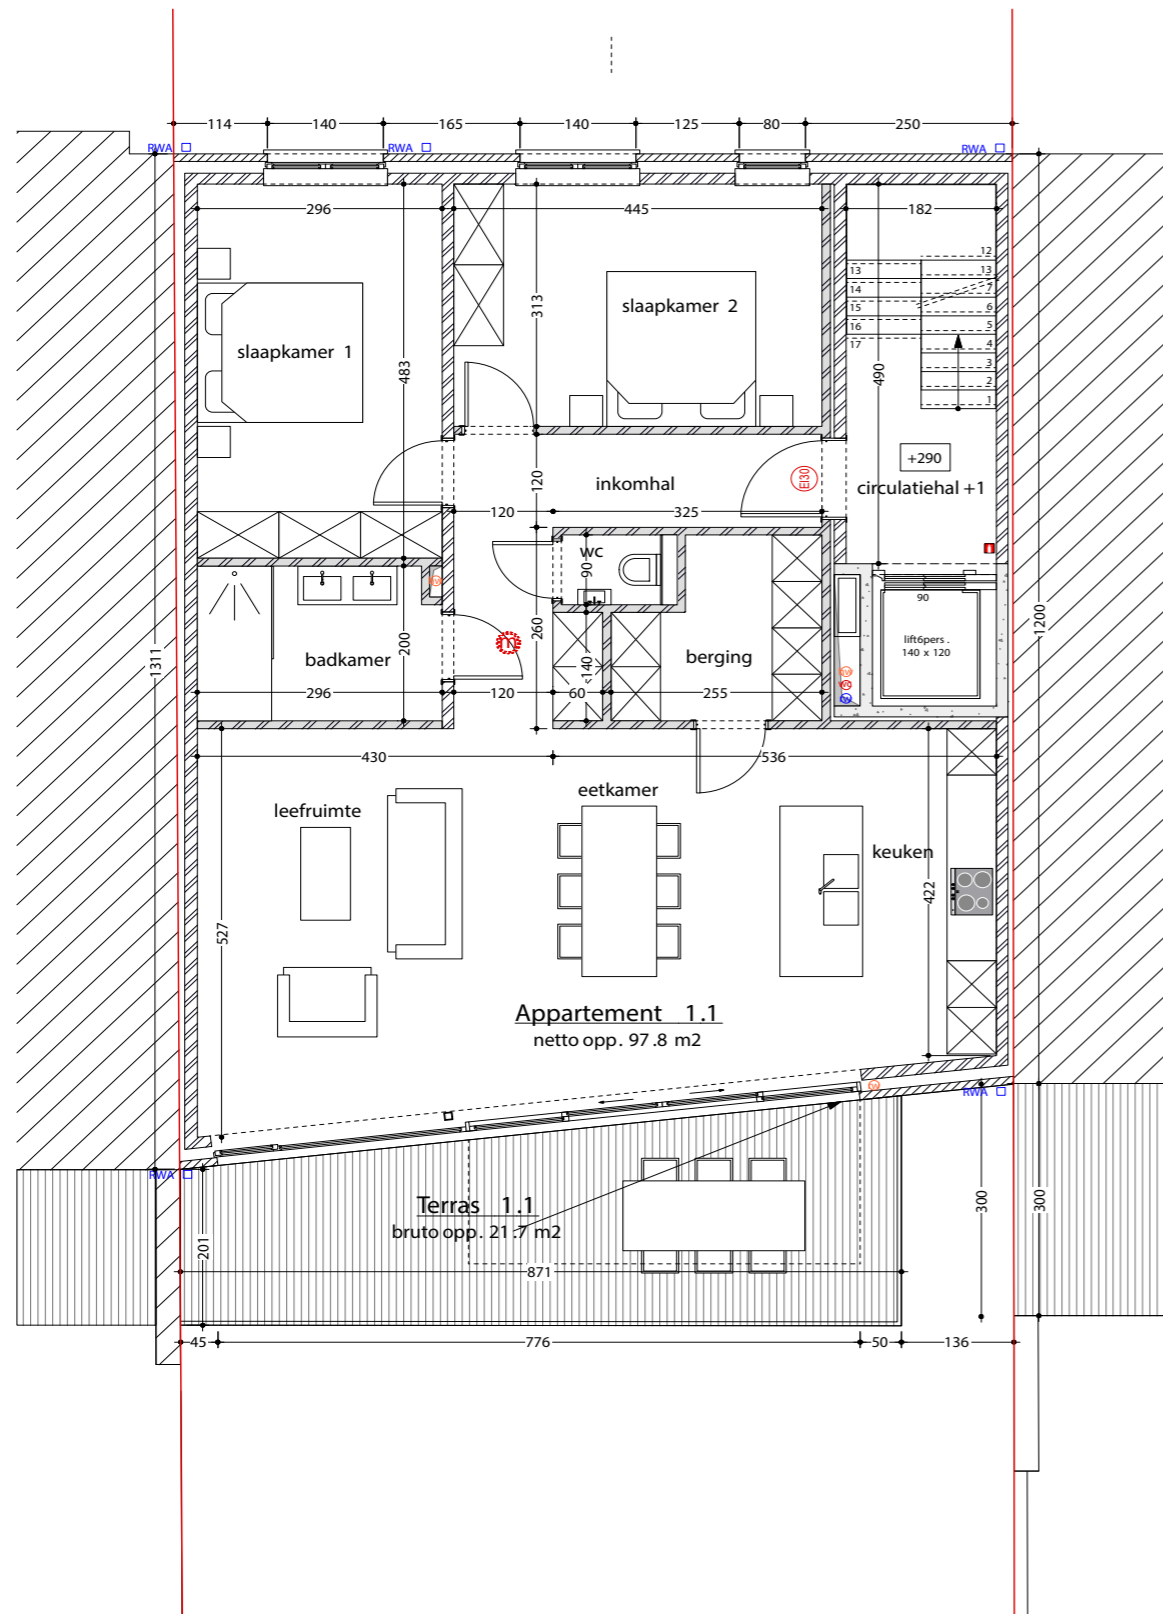 114 140 165 140 125 80 250
RWA RWA RWA
296 445 182
12
13 13
14 7
15 6
16 5
17 4
3
2
1
313
slaapkamer 2
slaapkamer 1
483
490
+290
EI30
inkomhal
circulatiehal +1
120
120 325
wc
90
90
lift6pers .
140 x 120
260
200
140
badkamer
berging
296 120 60 255
1311
1200
430 536
eetkamer
leefruimte
keuken
422
527
Appartement 1.1
netto opp. 97.8 m2
RWA
RWA
Terras 1.1
bruto opp. 21.7 m2
201
300
300
871
45 776 50 136